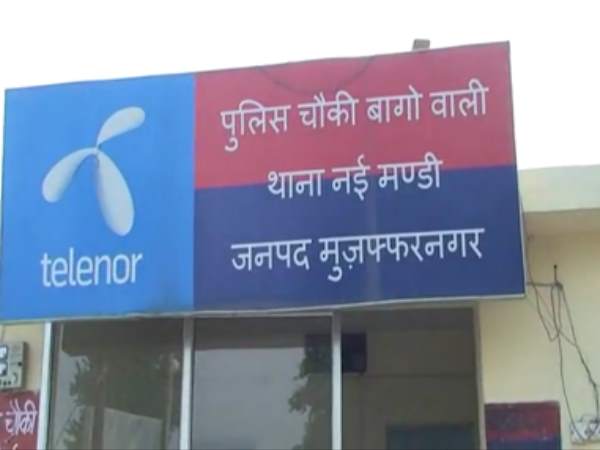 telenor
पुलिस चौकी बागो वाली
थाना नई मण्डी
जनपद मुज़फ्फरनगर
चौकी